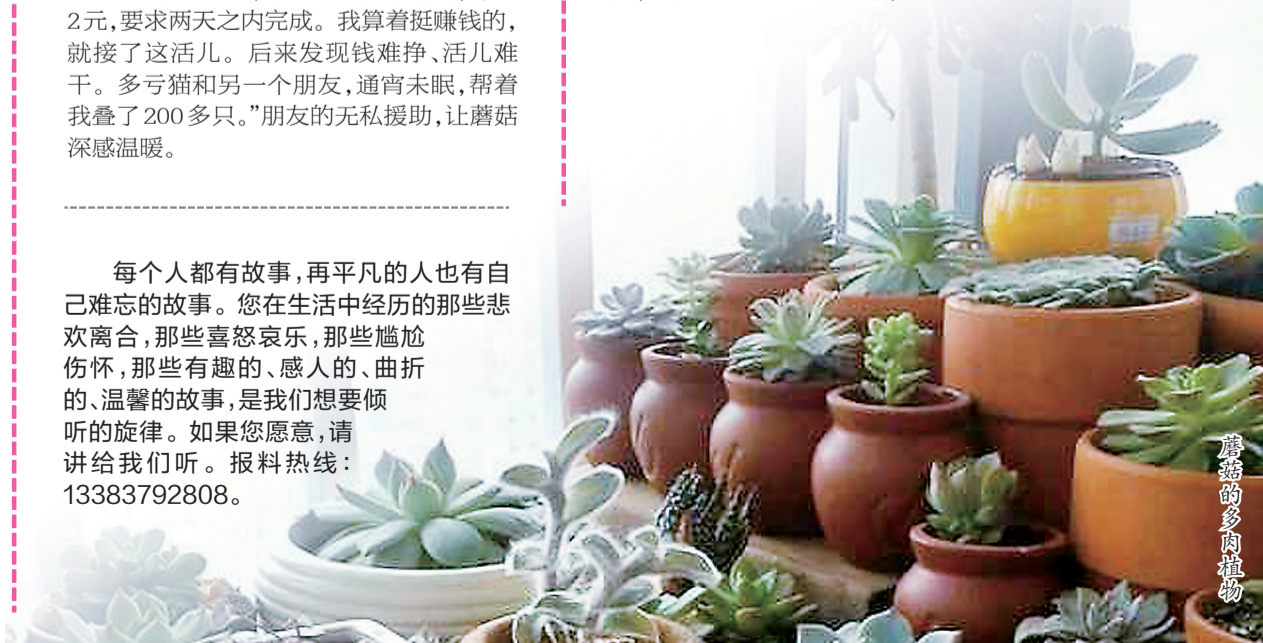 2元,要求两天之内完成。我算着挺赚钱的,
就接了这活儿。后来发现钱难挣、活儿难
干。多亏猫和另一个朋友,通宵未眠,帮着
我叠了200多只。”朋友的无私援助,让蘑菇
深感温暖。
每个人都有故事,再平凡的人也有自
己难忘的故事。您在生活中经历的那些悲
欢离合,那些喜怒哀乐,那些尴尬
伤怀,那些有趣的、感人的、曲折
的、温馨的故事,是我们想要倾
听的旋律。如果您愿意,请
讲给我们听。报料热线:
13383792808。
蘑菇的多肉植物